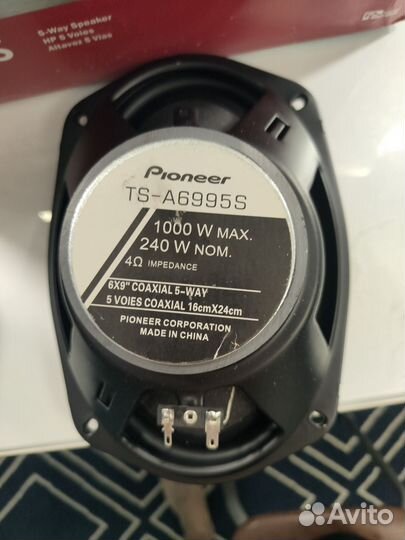 5-Way Speaker
HP 5 Voies
Altavoz 5 Vías
Pioneer
TS-A6995S
1000 W MAX.
240 W NOM.
4Ω IMPEDANCE
6X9" COAXIAL 5-WAY
5 VOIES COAXIAL 16cmX24cm
PIONEER CORPORATION
MADE IN CHINA
Avito